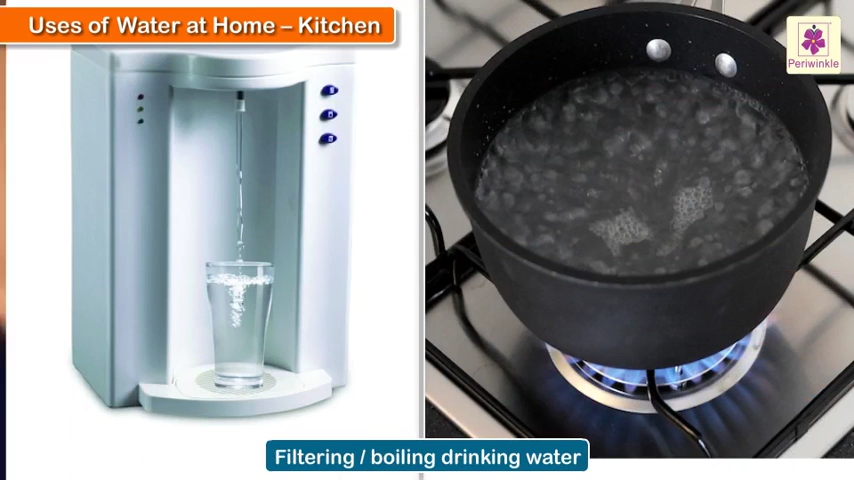 Uses of Water at Home – Kitchen
Periwinkle
Filtering / boiling drinking water